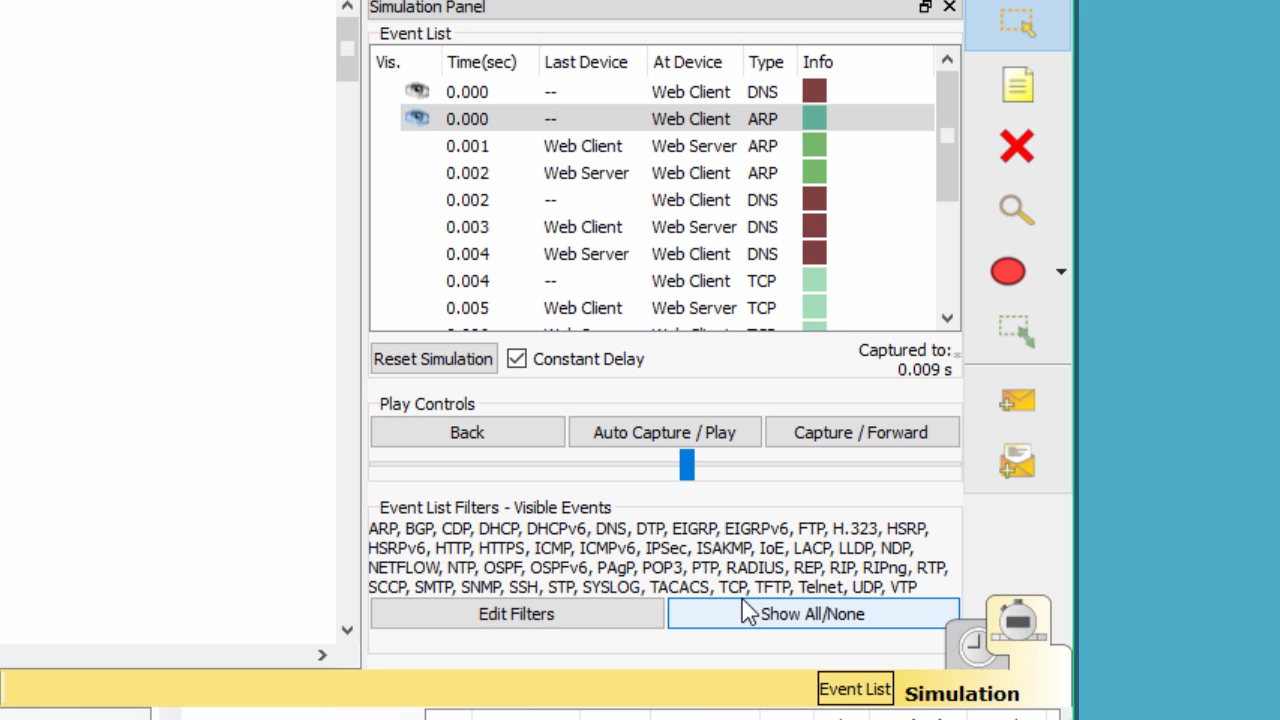 Simulation Panel
Event List
Vis. Time(sec) Last Device At Device Type Info
0.000 -- Web Client DNS
0.000 -- Web Client ARP
0.001 Web Client Web Server ARP
0.002 Web Server Web Client ARP
0.002 -- Web Client DNS
0.003 Web Client Web Server DNS
0.004 Web Server Web Client DNS
0.004 -- Web Client TCP
0.005 Web Client Web Server TCP
Reset Simulation Constant Delay Captured to: *
0.009 s
Play Controls
Back Auto Capture / Play Capture / Forward
Event List Filters - Visible Events
ARP, BGP, CDP, DHCP, DHCPv6, DNS, DTP, EIGRP, EIGRPv6, FTP, H.323, HSRP,
HSRPv6, HTTP, HTTPS, ICMP, ICMPv6, IPSec, ISAKMP, IoE, LACP, LLDP, NDP,
NETFLOW, NTP, OSPF, OSPFv6, PAgP, POP3, PTP, RADIUS, REP, RIP, RIPng, RTP,
SCCP, SMTP, SNMP, SSH, STP, SYSLOG, TACACS, TCP, TFTP, Telnet, UDP, VTP
Edit Filters Show All/None
Event List Simulation